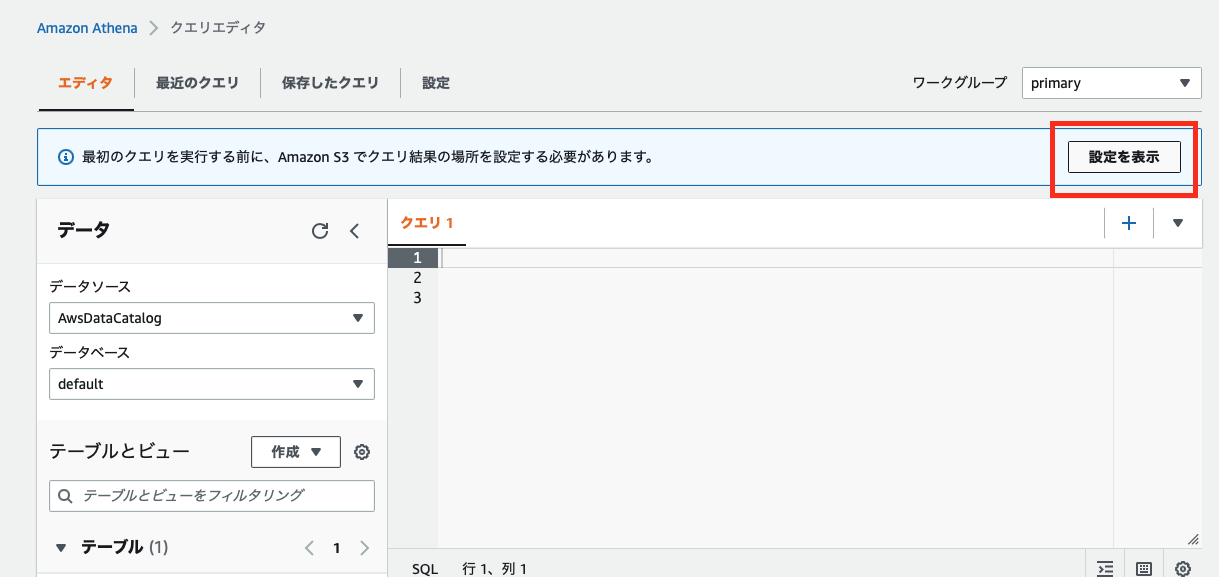 Amazon Athena > クエリエディタ
エディタ 最近のクエリ 保存したクエリ 設定 ワークグループ primary
最初のクエリを実行する前に、Amazon S3 でクエリ結果の場所を設定する必要があります。 設定を表示
データ
クエリ 1
データソース
AwsDataCatalog
データベース
default
テーブルとビュー 作成
テーブルとビューをフィルタリング
テーブル (1) 1
1
2
3
SQL 行 1、列 1